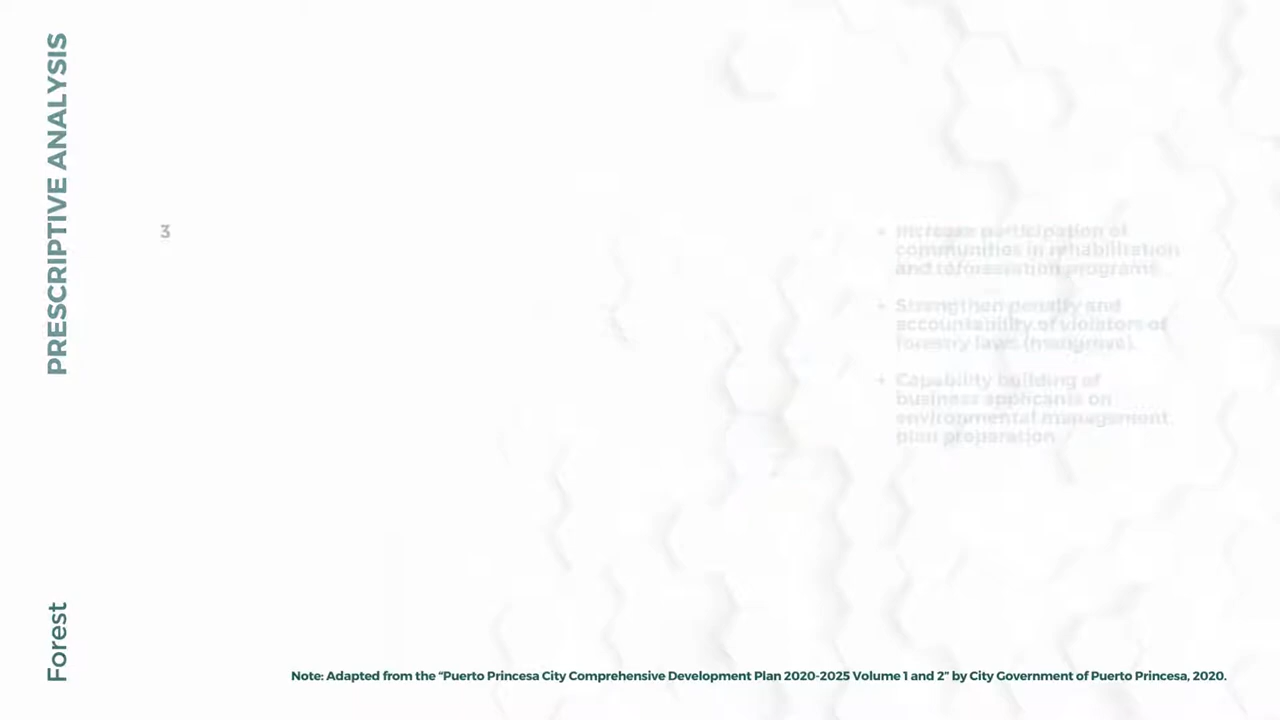 PRESCRIPTIVE ANALYSIS
Forest
3
• Increase participation of
communities in rehabilitation
and reforestation programs.
• Strengthen penalty and
accountability of violators of
forestry laws (mangrove).
• Capability building of
business applicants on
environmental management
plan preparation
Note: Adapted from the “Puerto Princesa City Comprehensive Development Plan 2020-2025 Volume 1 and 2” by City Government of Puerto Princesa, 2020.